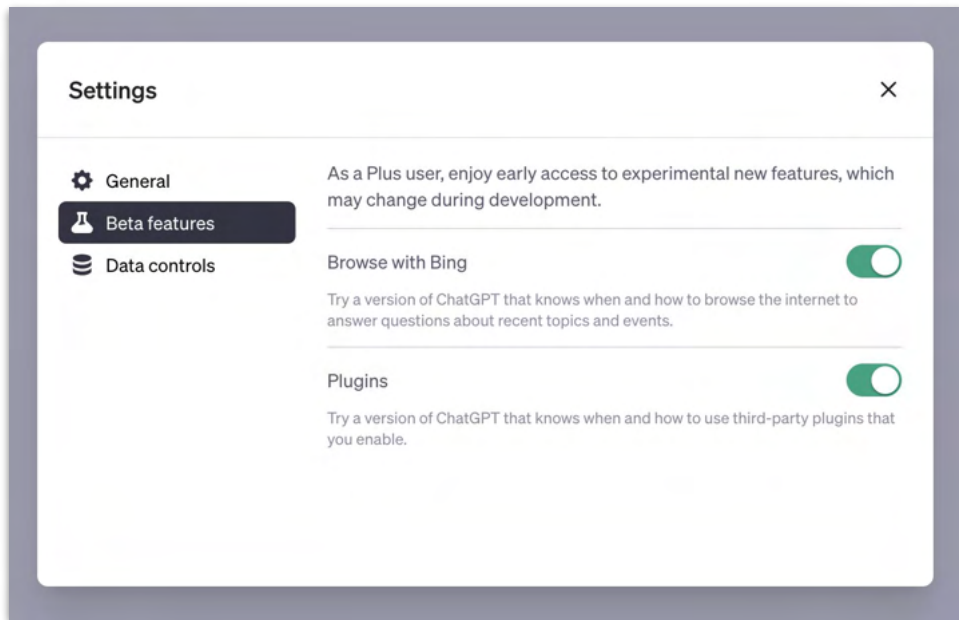 Settings
General
Beta features
Data controls
As a Plus user, enjoy early access to experimental new features, which
may change during development.
Browse with Bing
Try a version of ChatGPT that knows when and how to browse the internet to
answer questions about recent topics and events.
Plugins
Try a version of ChatGPT that knows when and how to use third-party plugins that
you enable.